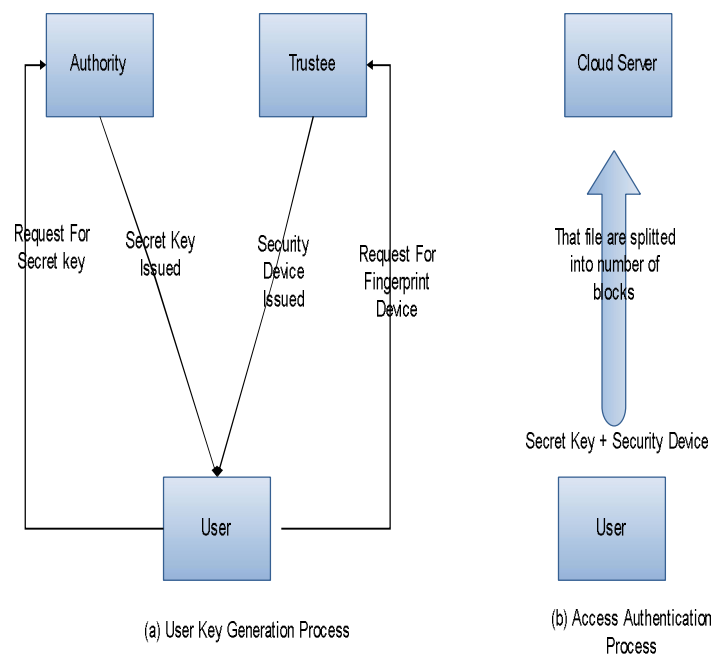 Authority
Trustee
Cloud Server
Request For
Secret key
Secret Key
Issued
Security
Device
Issued
Request For
Fingerprint
Device
That file are splitted
into number of
blocks
Secret Key + Security Device
User
User
(a) User Key Generation Process
(b) Access Authentication
Process